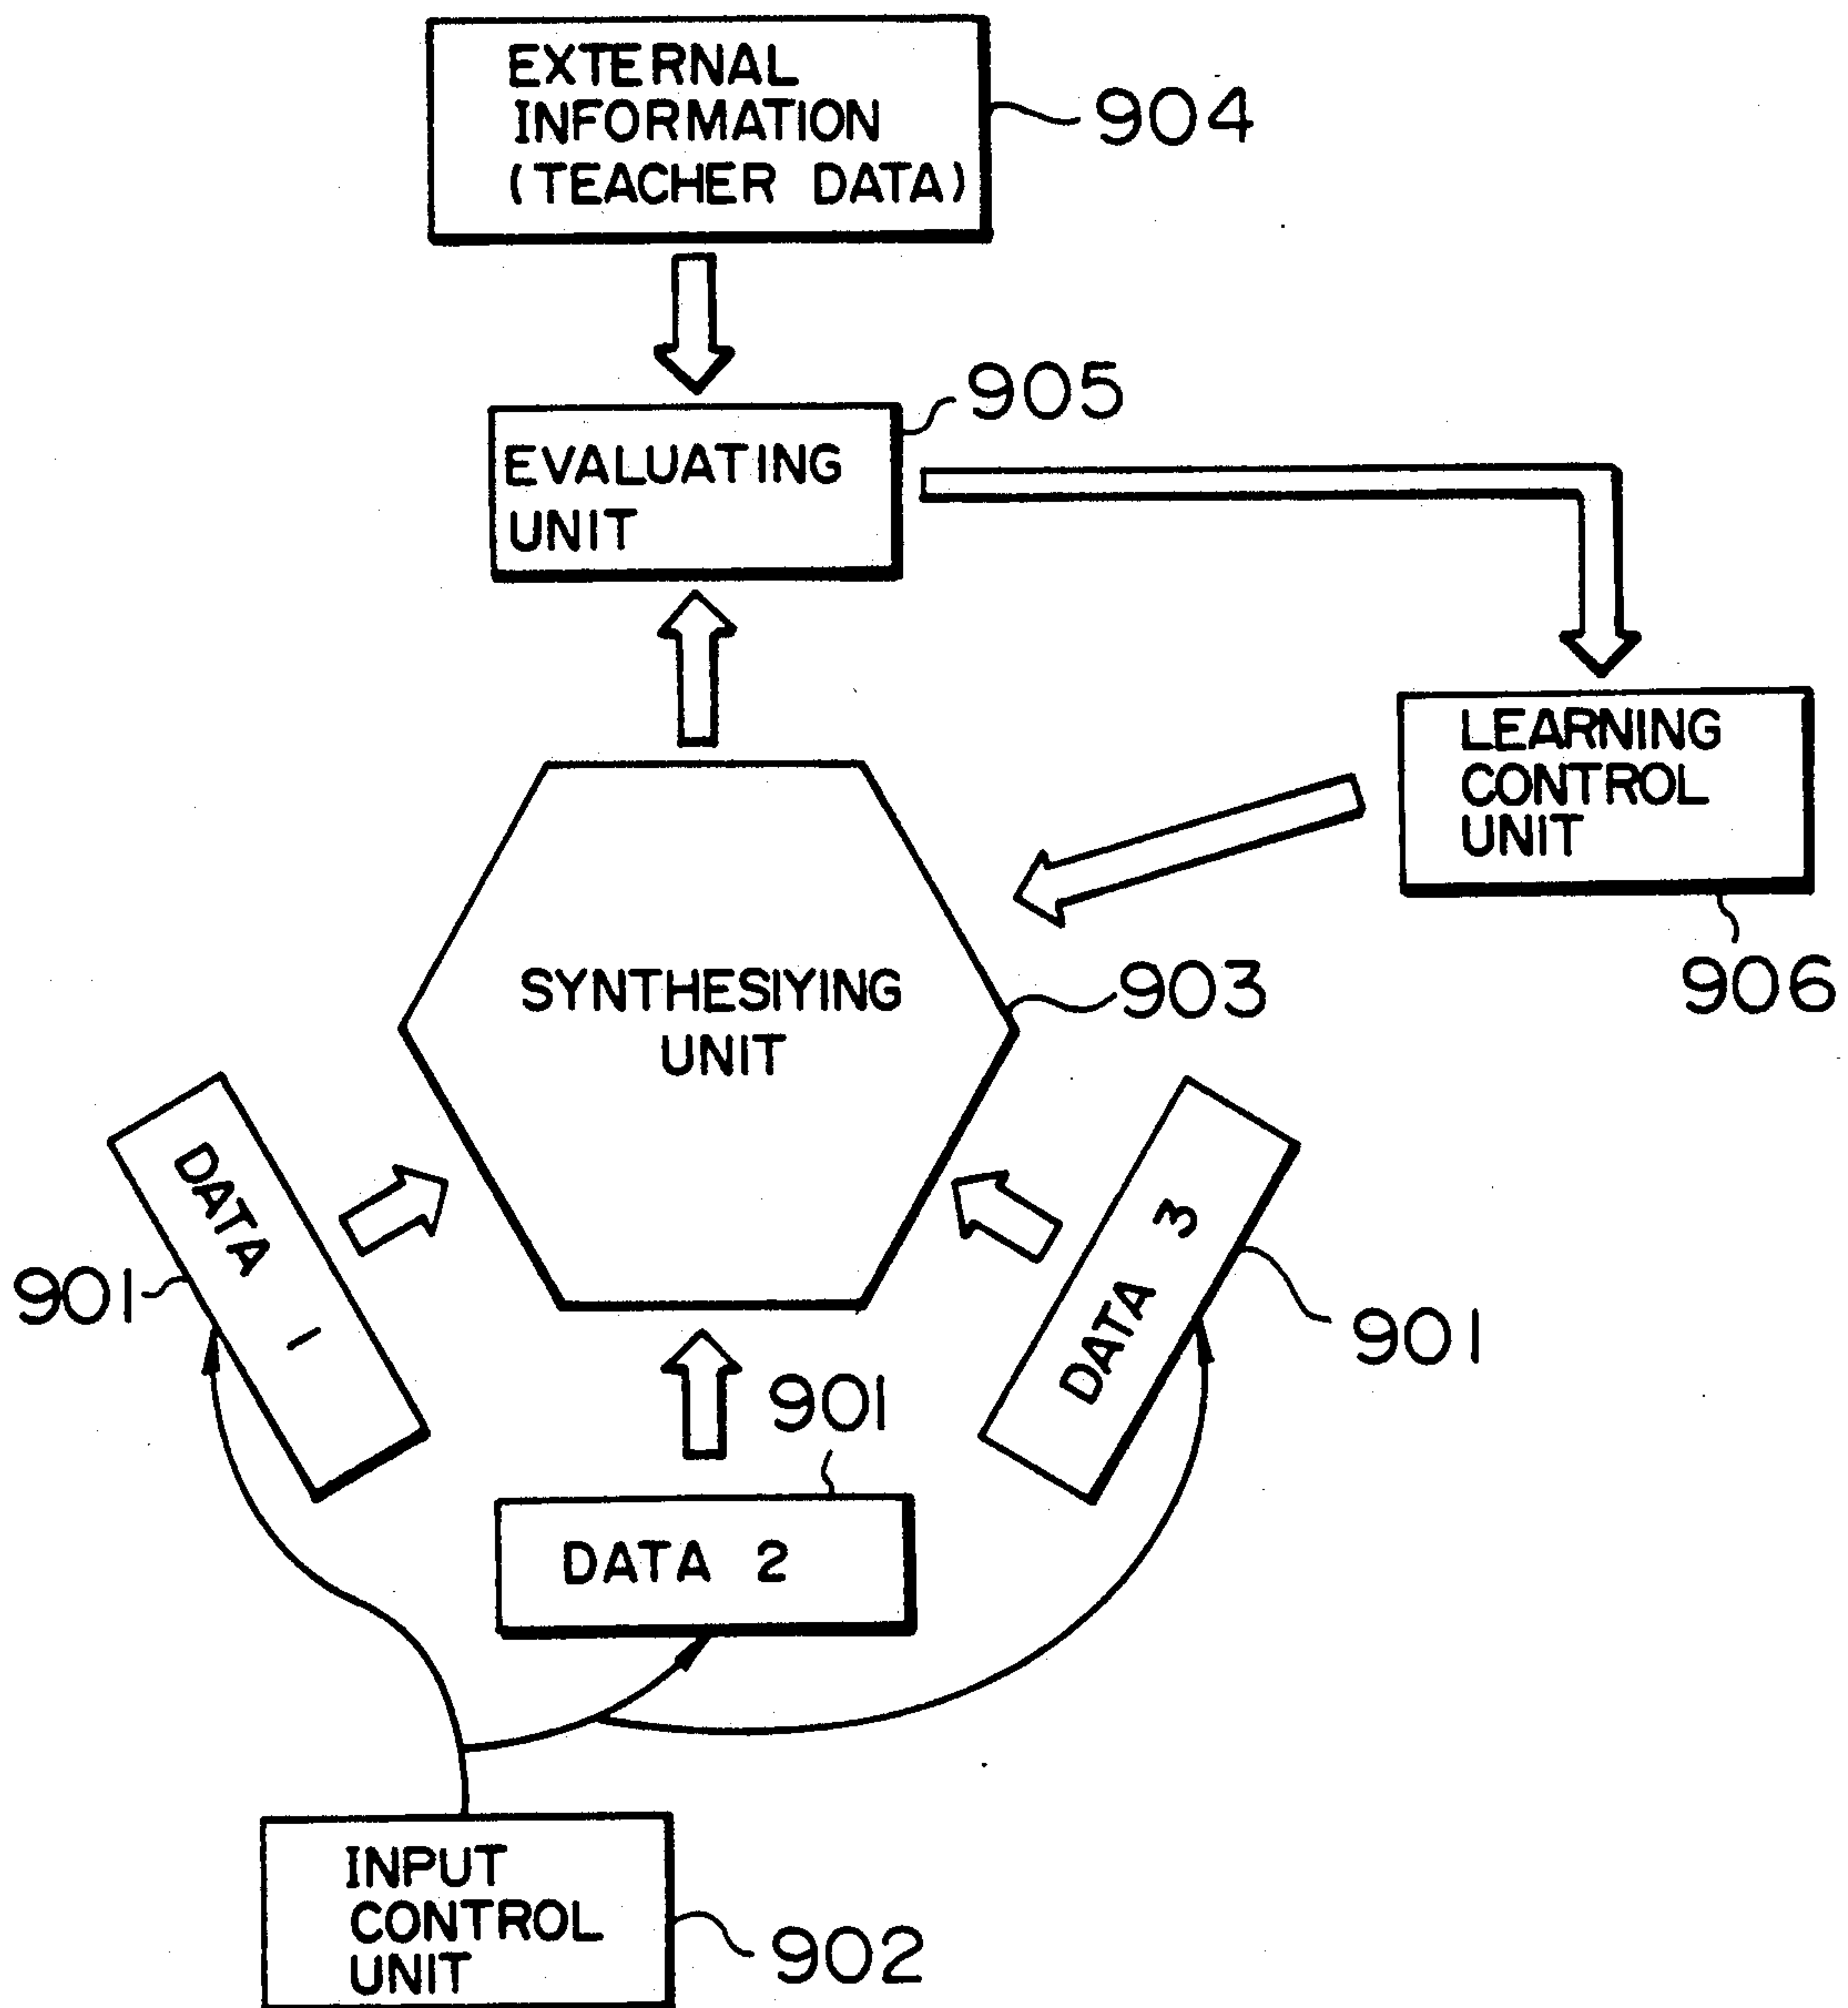 EXTERNAL
INFORMATION
(TEACHER DATA)
904
EVALUATING
UNIT
905
LEARNING
CONTROL
UNIT
906
SYNTHESIYING
UNIT
903
DATA 1
901
DATA 3
901
901
DATA 2
INPUT
CONTROL
UNIT
902